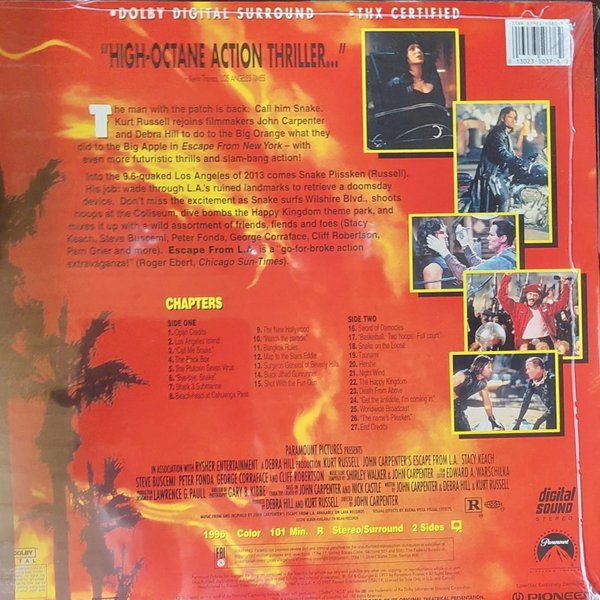 •DOLBY DIGITAL SURROUND •THX CERTIFIED
"HIGH-OCTANE ACTION THRILLER..."
– Kevin Thomas, LOS ANGELES TIMES
The man with the patch is back. Call him Snake.
Kurt Russell rejoins filmmakers John Carpenter
and Debra Hill to do to the Big Orange what they
did to the Big Apple in Escape From New York – with
even more futuristic thrills and slam-bang action!
Into the 9.6-quaked Los Angeles of 2013 comes Snake Plissken (Russell).
His job: wade through L.A.'s ruined landmarks to retrieve a doomsday
device. Don't miss the excitement as Snake surfs Wilshire Blvd., shoots
hoops at the Coliseum, dive bombs the Happy Kingdom theme park, and
mixes it up with a wild assortment of friends, fiends and foes (Stacy
Keach, Steve Buscemi, Peter Fonda, George Corraface, Cliff Robertson,
Pam Grier and more). Escape From L.A. is a "go-for-broke action
extravaganza!" (Roger Ebert, Chicago Sun-Times).
CHAPTERS
SIDE ONE
1. Open Credits
2. Los Angeles Island
3. "Call Me Snake."
4. The Black Box
5. The Plutoxin Seven Virus
6. "Bye-bye, Snake"
7. Shark & Submarine
8. Beachhead at Cahuenga Pass
9. The New Hollywood
10. "Watch the parade"
11. Bangkok Rules
12. Map to the Stars Eddie
13. Surgeon General of Beverly Hills
14. Black Jihad Gunrunner
15. Shot With the Fun Gun
SIDE TWO
16. Sword of Damocles
17. "Basketball. Two hoops. Full court."
18. Snake on the Loose
19. Tsunami
20. Hershe
21. Night Wind
22. The Happy Kingdom
23. Death From Above
24. "Get the antidote, I'm coming in."
25. Worldwide Broadcast
26. "The name's Plissken."
27. End Credits
PARAMOUNT PICTURES PRESENTS
IN ASSOCIATION WITH RYSHER ENTERTAINMENT A DEBRA HILL PRODUCTION KURT RUSSELL JOHN CARPENTER'S ESCAPE FROM L.A. STACY KEACH
STEVE BUSCEMI PETER FONDA GEORGE CORRAFACE AND CLIFF ROBERTSON SHIRLEY WALKER & JOHN CARPENTER EDWARD A. WARSCHILKA
LAWRENCE G. PAULL GARY B. KIBBE JOHN CARPENTER AND NICK CASTLE JOHN CARPENTER & DEBRA HILL & KURT RUSSELL
DEBRA HILL AND KURT RUSSELL JOHN CARPENTER
R
1996 Color 101 Min. R Stereo/Surround 2 Sides
digital
SOUND
STEREO
FBI
Paramount
DOLBY
PIONEER